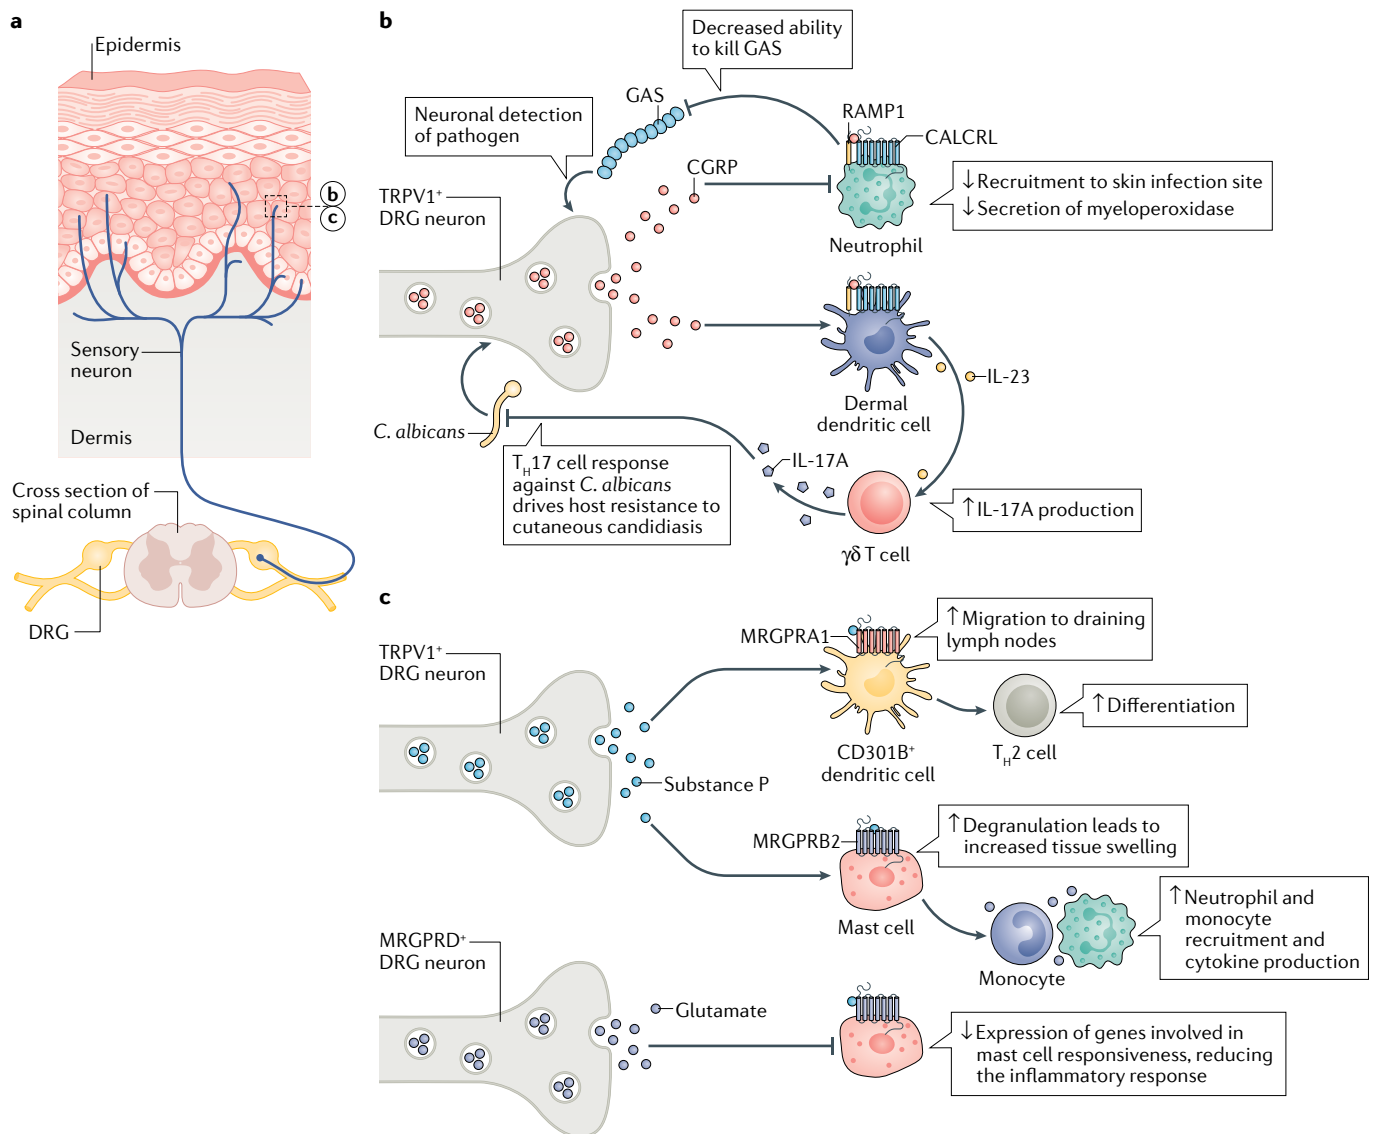 a
Epidermis
b
c
Sensory
neuron
Dermis
Cross section of
spinal column
DRG
b
Decreased ability
to kill GAS
GAS
Neuronal detection
of pathogen
RAMP1
CALCRL
CGRP
TRPV1⁺
DRG neuron
↓ Recruitment to skin infection site
↓ Secretion of myeloperoxidase
Neutrophil
IL-23
Dermal
dendritic cell
C. albicans
T_H17 cell response
against C. albicans
drives host resistance to
cutaneous candidiasis
IL-17A
↑ IL-17A production
γδ T cell
c
TRPV1⁺
DRG neuron
MRGPRA1
↑ Migration to draining
lymph nodes
↑ Differentiation
CD301B⁺
dendritic cell
T_H2 cell
Substance P
MRGPRB2
↑ Degranulation leads to
increased tissue swelling
Mast cell
↑ Neutrophil and
monocyte
recruitment and
cytokine production
Monocyte
MRGPRD⁺
DRG neuron
Glutamate
↓ Expression of genes involved in
mast cell responsiveness, reducing
the inflammatory response